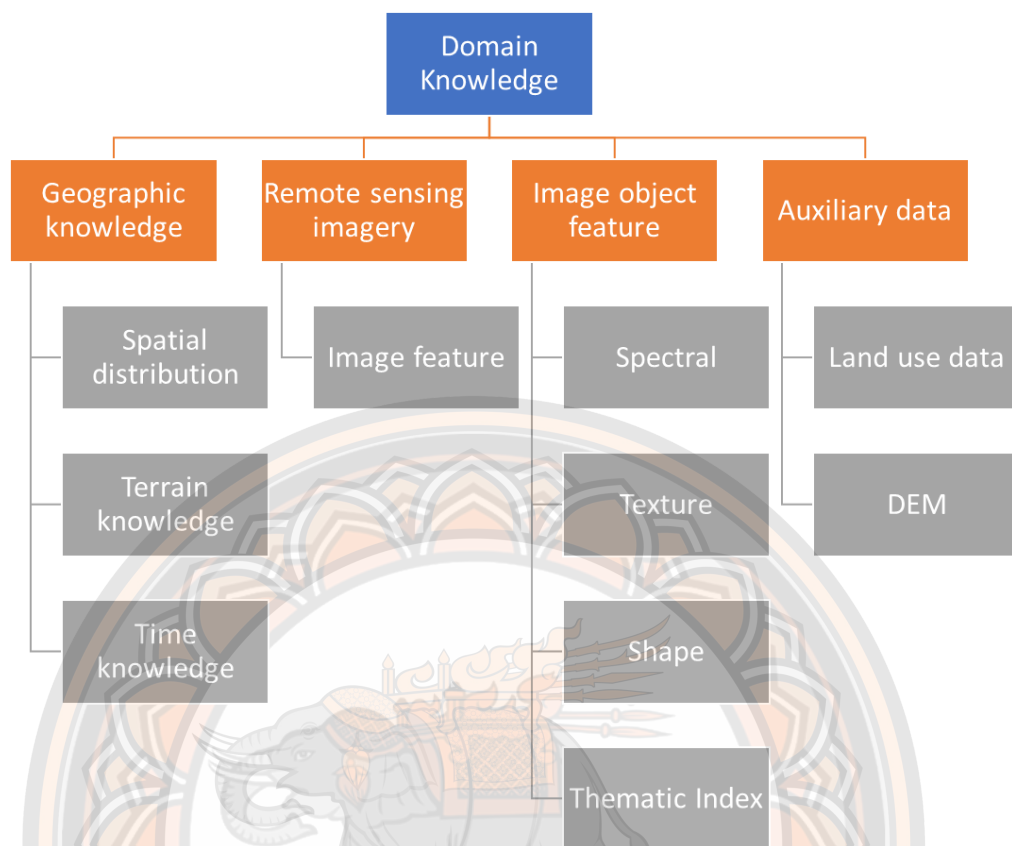 Domain
Knowledge
Geographic
knowledge
Remote sensing
imagery
Image object
feature
Auxiliary data
Spatial
distribution
Image feature
Spectral
Land use data
Terrain
knowledge
Texture
DEM
Time
knowledge
Shape
Thematic Index